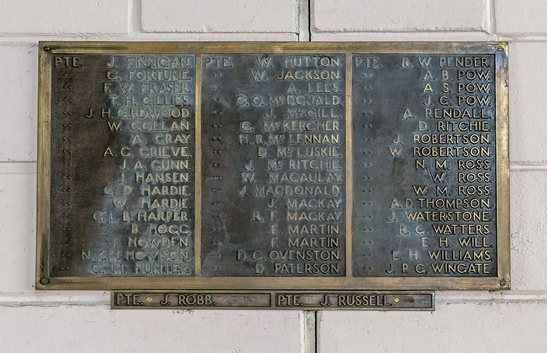 PTE. J. FINNIGAN.
G. FORTUNE.
F. W. FRASER.
T. H. GILLIES.
J. H. GIRDWOOD
W. GOLLAN.
A. GRAY
A. G. GRIEVE.
J. A. GUNN.
J. HANSEN.
G. D. HARDIE
W. HARDIE
G. L. B. HARPER.
B. HOGG
J. HOWDEN.
HOWISON.
G. M. HUNTER.
PTE. W. HUTTON.
W. JACKSON.
A. LEES.
G. O. McDONALD.
J. McGILL.
G. McKERCHER
H. R. McLENNAN
D. McLUSKIE.
J. McRITCHIE
W. MACAULAY
J. MACDONALD.
J. MACKAY
R. F. MACKAY
E. MARTIN
F. MARTIN
D. G. OVENSTON.
D. PATERSON.
PTE. R. W. PENDER.
A. B. POW.
A. S. POW.
J. G. POW.
A. RENDALL
D. RITCHIE.
J. ROBERTSON.
W. ROBERTSON.
N. M. ROSS.
W. ROSS.
W. M. ROSS.
A. D THOMPSON.
J. WATERSTONE.
R. G. WATTERS.
E. H. WILL.
E. H. WILLIAMS
J. P. G. WINGATE.
PTE. J. ROBB. PTE. J. RUSSELL.